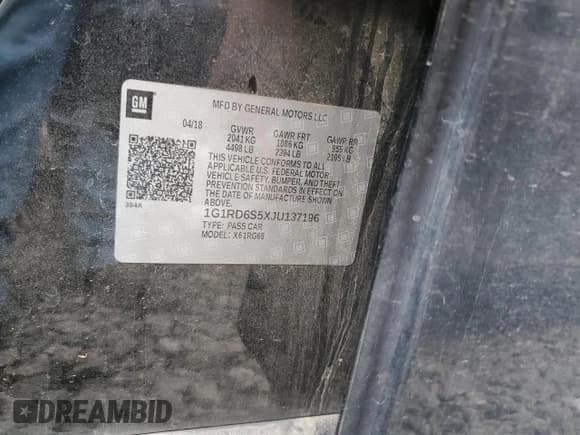 GM
MFD BY GENERAL MOTORS LLC
04/18 GVWR GAWR FRT GAWR RR
2041 KG 1086 KG 955 KG
4498 LB 2394 LB 2105 LB
THIS VEHICLE CONFORMS TO ALL
APPLICABLE U.S. FEDERAL MOTOR
VEHICLE SAFETY, BUMPER, AND THEFT
PREVENTION STANDARDS IN EFFECT ON
THE DATE OF MANUFACTURE SHOWN
ABOVE.
394A
1G1RD6S5XJU137196
TYPE: PASS CAR
MODEL: X61RG68
DREAMBID